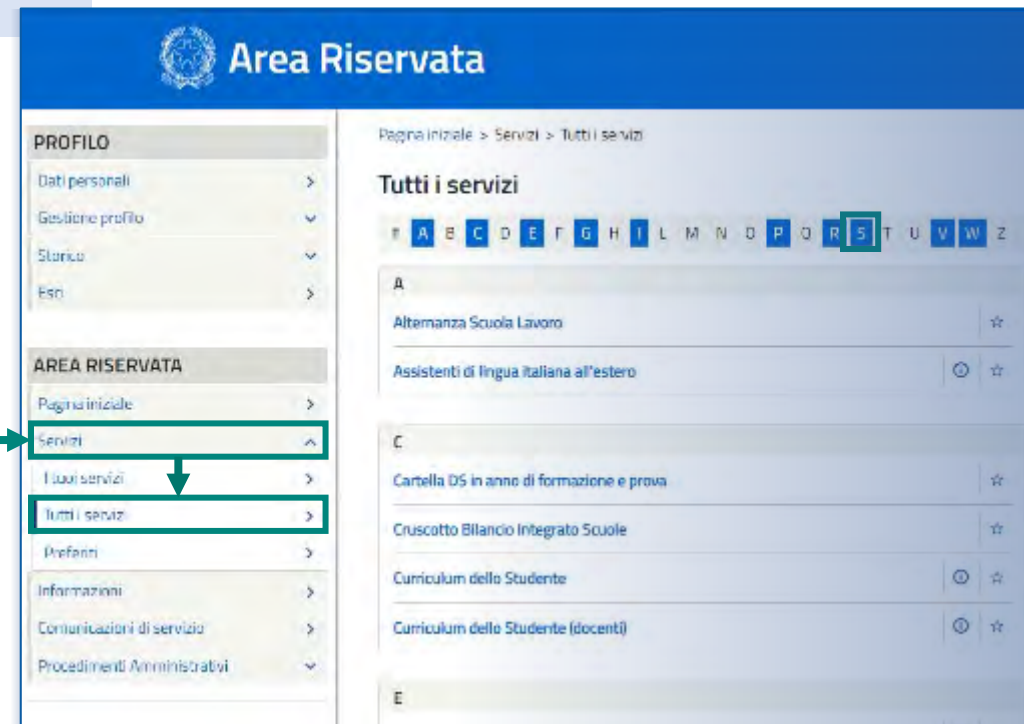 Area Riservata
PROFILO
Dati personali
Gestione profilo
Storico
Esci
AREA RISERVATA
Pagina iniziale
Servizi
I tuoi servizi
Tutti i servizi
Preferiti
Informazioni
Comunicazioni di servizio
Procedimenti Amministrativi
Pagina iniziale > Servizi > Tutti i servizi
Tutti i servizi
# A B C D E F G H I L M N O P Q R S T U V W Z
A
Alternanza Scuola Lavoro
Assistenti di lingua italiana all'estero
C
Cartella DS in anno di formazione e prova
Cruscotto Bilancio Integrato Scuole
Curriculum dello Studente
Curriculum dello Studente (docenti)
E